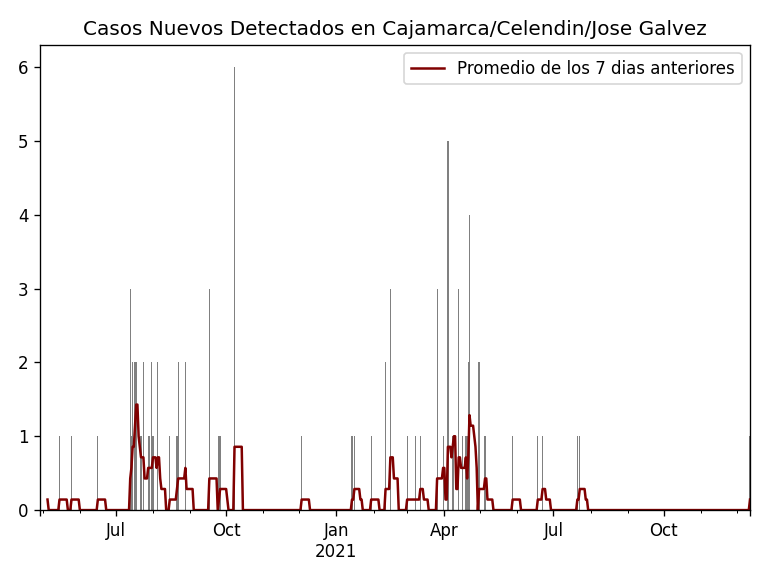 Casos Nuevos Detectados en Cajamarca/Celendin/Jose Galvez
Promedio de los 7 dias anteriores
6
5
4
3
2
1
0
Jul
Oct
Jan
2021
Apr
Jul
Oct